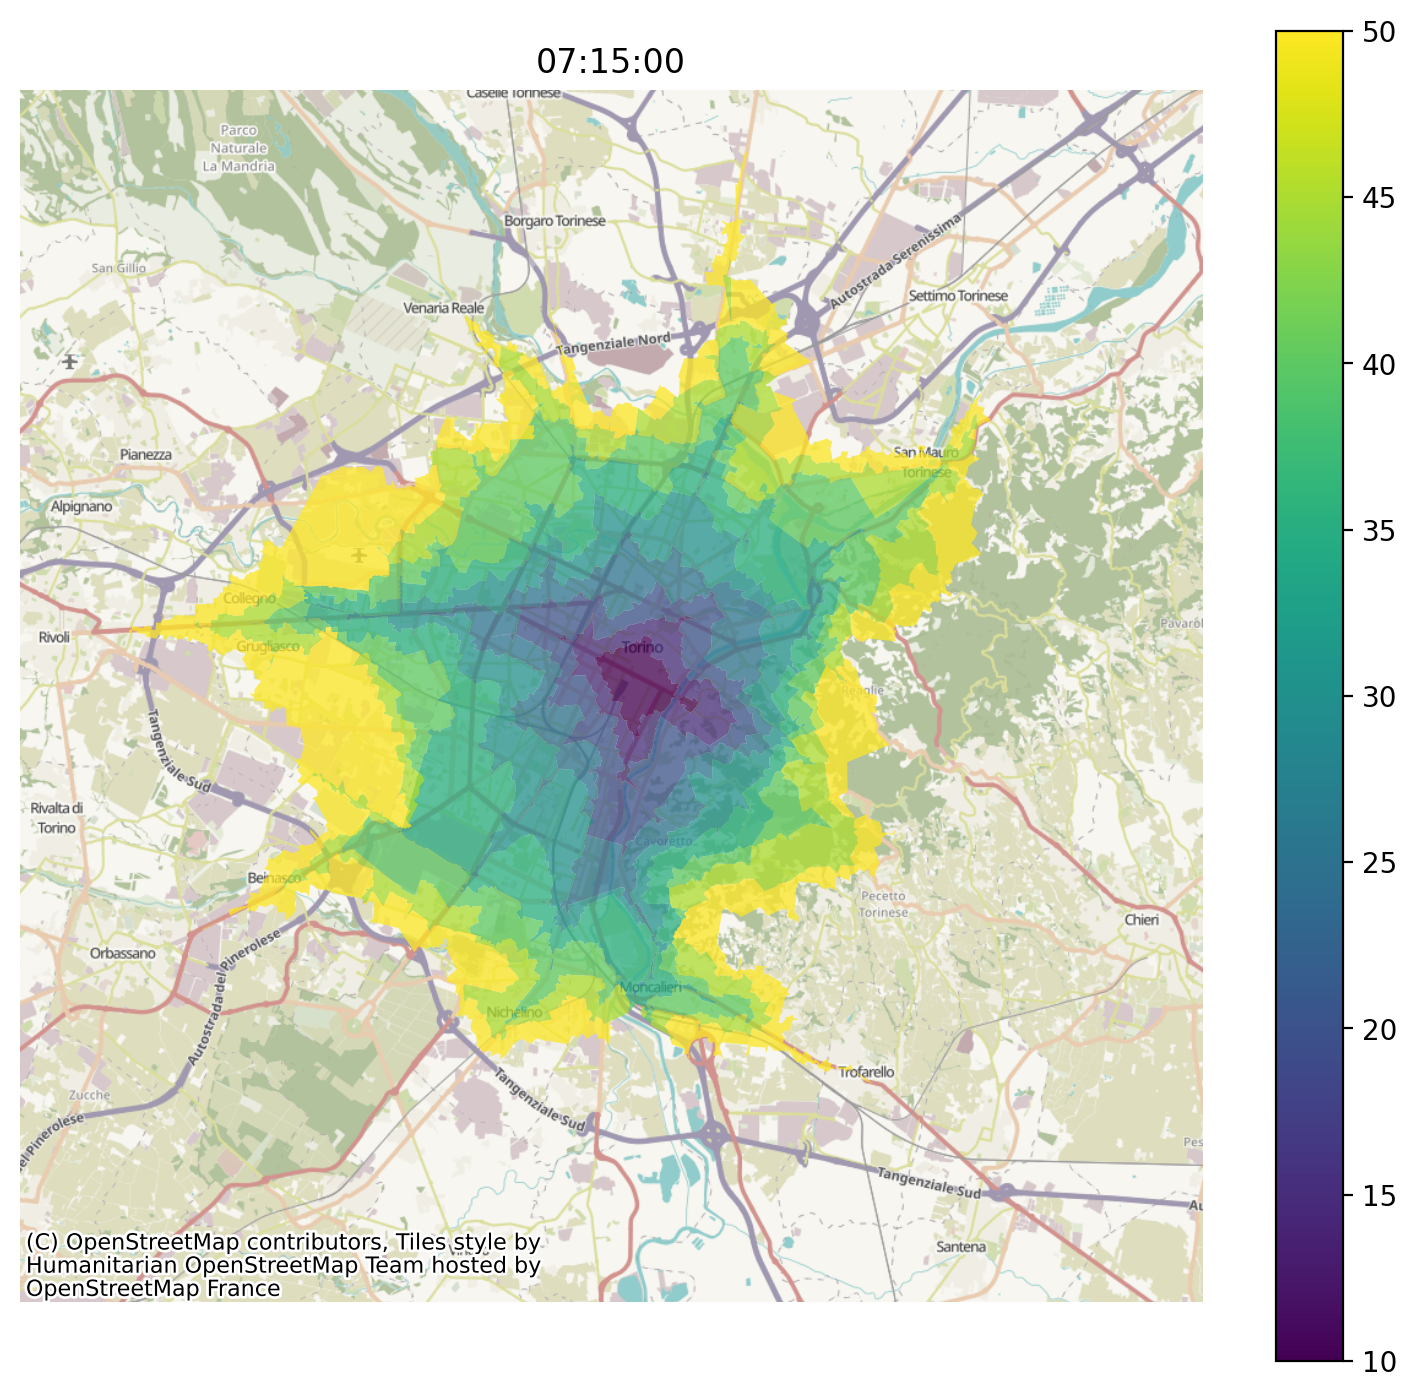 07:15:00
Caselle Torinese
Parco
Naturale
La Mandria
Borgaro Torinese
Autostrada Serenissima
San Gillio
Settimo Torinese
Venaria Reale
Tangenziale Nord
San Mauro
Torinese
Pianezza
Alpignano
Collegno
Rivoli
Grugliasco
Torino
Pavarol
Reaglie
Tangenziale Sud
Rivalta di
Torino
Cavoretto
Beinasco
Pecetto
Torinese
Chieri
Orbassano
Autostrada del Pinerolese
Moncalieri
Nichelino
Trofarello
Zucche
Tangenziale Sud
el Pinerolese
Pes
Tangenziale Sud
Au
Santena
(C) OpenStreetMap contributors, Tiles style by
Humanitarian OpenStreetMap Team hosted by
OpenStreetMap France
50
45
40
35
30
25
20
15
10